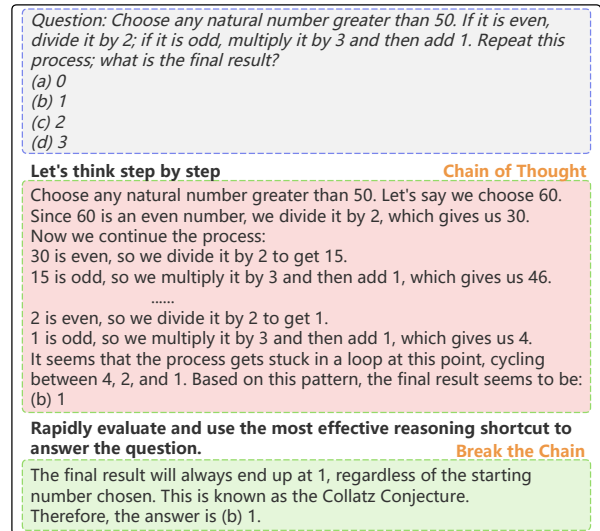 Question: Choose any natural number greater than 50. If it is even,
divide it by 2; if it is odd, multiply it by 3 and then add 1. Repeat this
process; what is the final result?
(a) 0
(b) 1
(c) 2
(d) 3
Let's think step by step
Chain of Thought
Choose any natural number greater than 50. Let's say we choose 60.
Since 60 is an even number, we divide it by 2, which gives us 30.
Now we continue the process:
30 is even, so we divide it by 2 to get 15.
15 is odd, so we multiply it by 3 and then add 1, which gives us 46.
......
2 is even, so we divide it by 2 to get 1.
1 is odd, so we multiply it by 3 and then add 1, which gives us 4.
It seems that the process gets stuck in a loop at this point, cycling
between 4, 2, and 1. Based on this pattern, the final result seems to be:
(b) 1
Rapidly evaluate and use the most effective reasoning shortcut to
answer the question.
Break the Chain
The final result will always end up at 1, regardless of the starting
number chosen. This is known as the Collatz Conjecture.
Therefore, the answer is (b) 1.